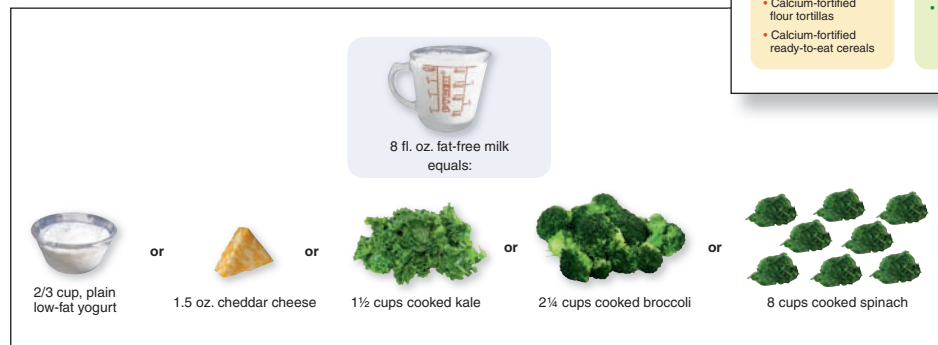 • Calcium-fortified
flour tortillas
• Calcium-fortified
ready-to-eat cereals
•
8 fl. oz. fat-free milk
equals:
2/3 cup, plain
low-fat yogurt
or
1.5 oz. cheddar cheese
or
1½ cups cooked kale
or
2¼ cups cooked broccoli
or
8 cups cooked spinach